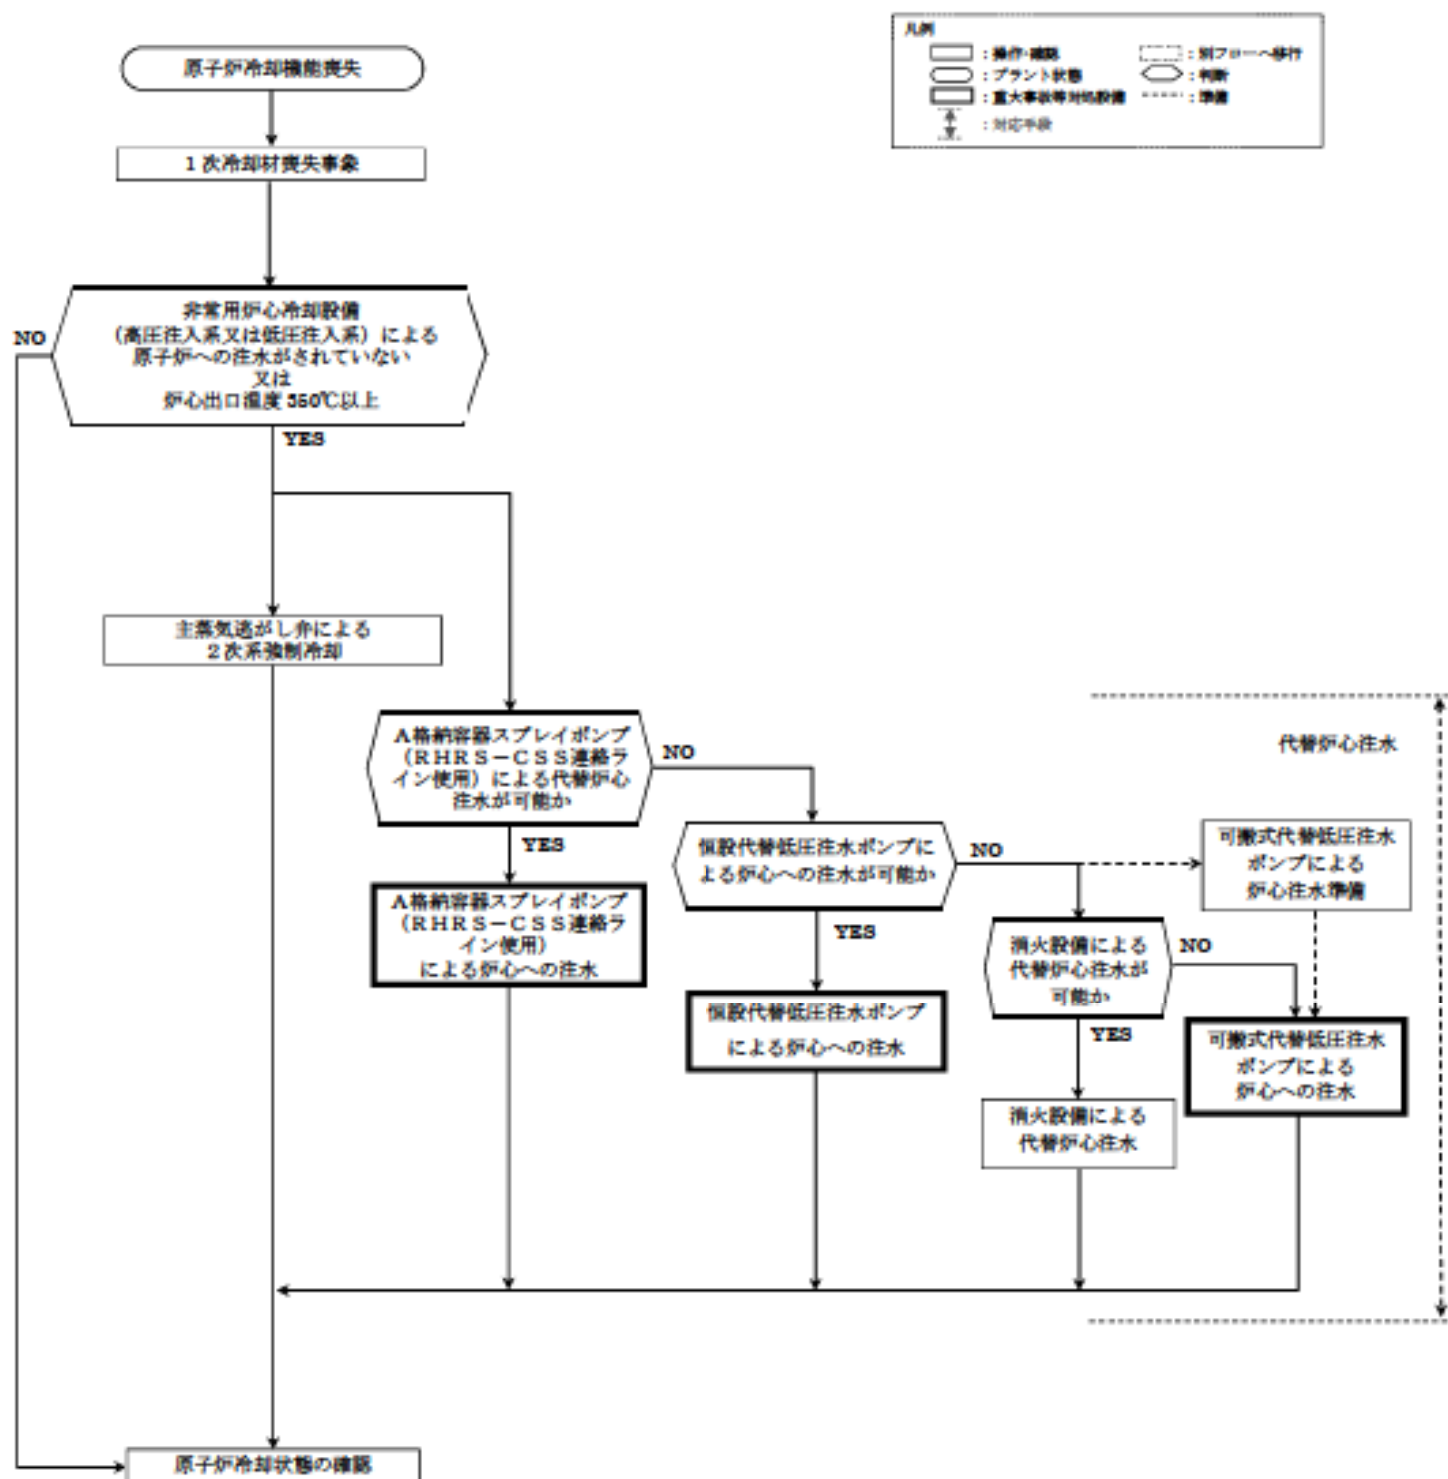 凡例
：操作・確認
：別フローへ移行
：プラント状態
：判断
：重大事故等対処設備
：準備
：対応手段
原子炉冷却機能喪失
１次冷却材喪失事象
非常用炉心冷却設備
（高圧注入系又は低圧注入系）による
原子炉への注水がされていない
又は
炉心出口温度 350℃以上
NO
YES
主蒸気逃がし弁による
２次系強制冷却
A格納容器スプレイポンプ
（ＲＨＲＳ－ＣＳＳ連絡ラ
イン使用）による代替炉心
注水が可能か
NO
YES
A格納容器スプレイポンプ
（ＲＨＲＳ－ＣＳＳ連絡ラ
イン使用）
による炉心への注水
恒設代替低圧注水ポンプに
よる炉心への注水が可能か
NO
YES
恒設代替低圧注水ポンプ
による炉心への注水
代替炉心注水
可搬式代替低圧注水
ポンプによる
炉心注水準備
消火設備による
代替炉心注水が
可能か
NO
YES
消火設備による
代替炉心注水
可搬式代替低圧注水
ポンプによる
炉心への注水
原子炉冷却状態の確認